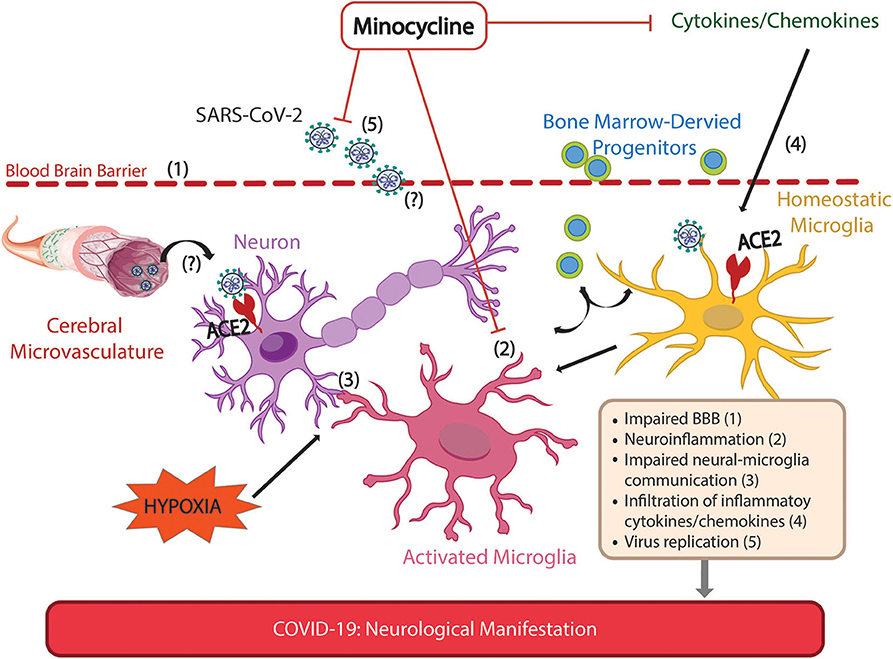 Minocycline
Cytokines/Chemokines
SARS-CoV-2
(5)
Bone Marrow-Dervied
Progenitors
(4)
Blood Brain Barrier
(1)
(?)
Homeostatic
Microglia
Neuron
(?)
ACE2
ACE2
Cerebral
Microvasculature
(2)
(3)
HYPOXIA
Activated Microglia
• Impaired BBB (1)
• Neuroinflammation (2)
• Impaired neural-microglia
communication (3)
• Infiltration of inflammatoy
cytokines/chemokines (4)
• Virus replication (5)
COVID-19: Neurological Manifestation